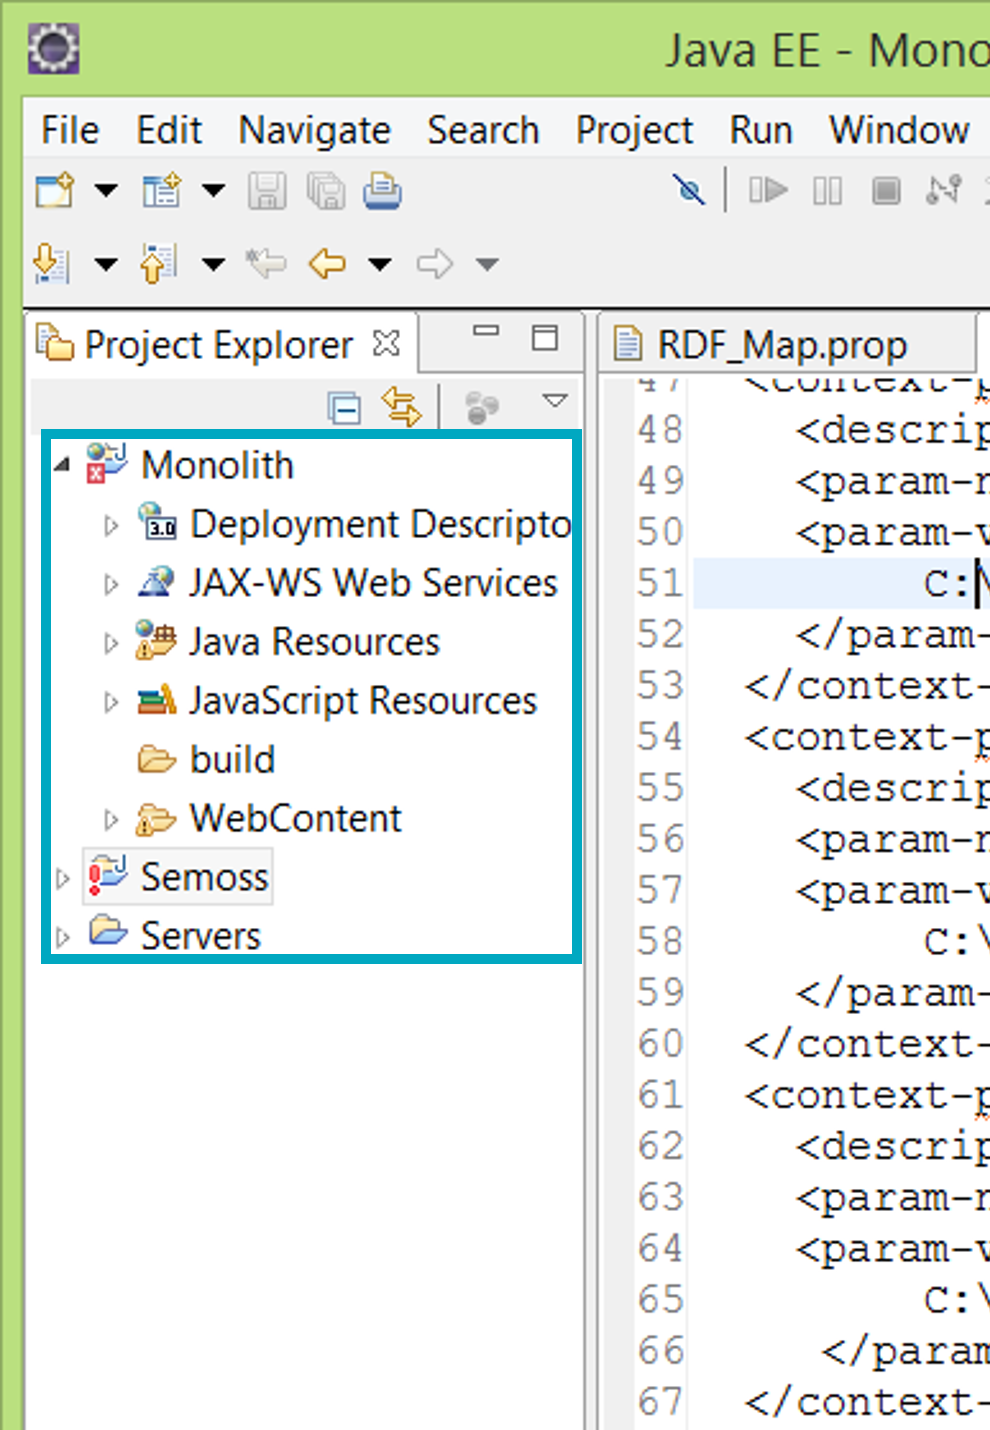 Java EE - Mono
File Edit Navigate Search Project Run Window
Project Explorer
RDF_Map.prop
Monolith
3.0 Deployment Descripto
JAX-WS Web Services
Java Resources
JavaScript Resources
build
WebContent
Semoss
Servers
47 <context-p
48 <descrip
49 <param-n
50 <param-v
51 C:\
52 </param-
53 </context-
54 <context-p
55 <descrip
56 <param-n
57 <param-v
58 C:\
59 </param-
60 </context-
61 <context-p
62 <descrip
63 <param-n
64 <param-v
65 C:\
66 </param
67 </context-